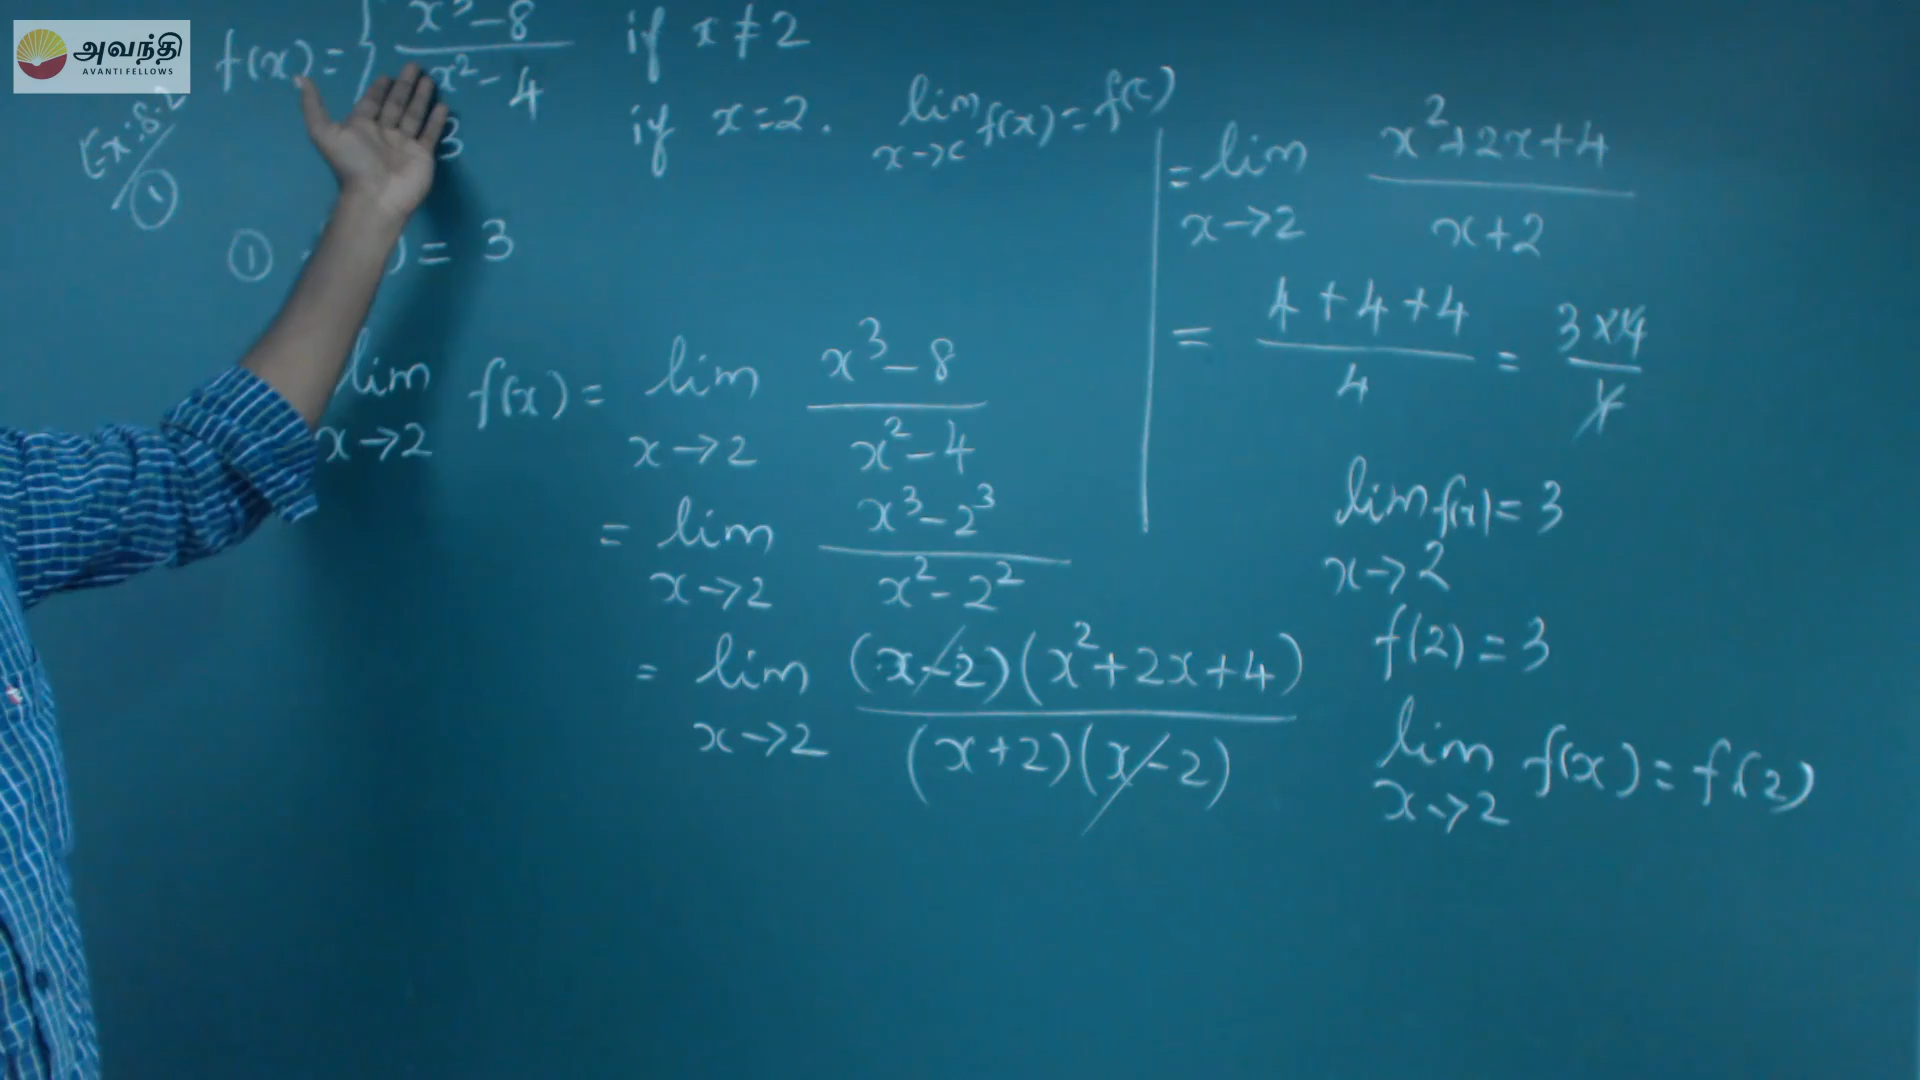 அவந்தி
AVANTI FELLOWS
f(x) = { x³-8 / x²-4 if x ≠ 2
3 if x = 2.
lim x→c f(x) = f(c)
Ex: 8.2
①
① = 3
lim x→2 f(x) = lim x→2 x³-8 / x²-4
= lim x→2 x³-2³ / x²-2²
= lim x→2 (x-2)(x²+2x+4) / (x+2)(x-2)
= lim x→2 x²+2x+4 / x+2
= 4+4+4 / 4 = 3×4 / 4
lim x→2 f(x) = 3
f(2) = 3
lim x→2 f(x) = f(2)